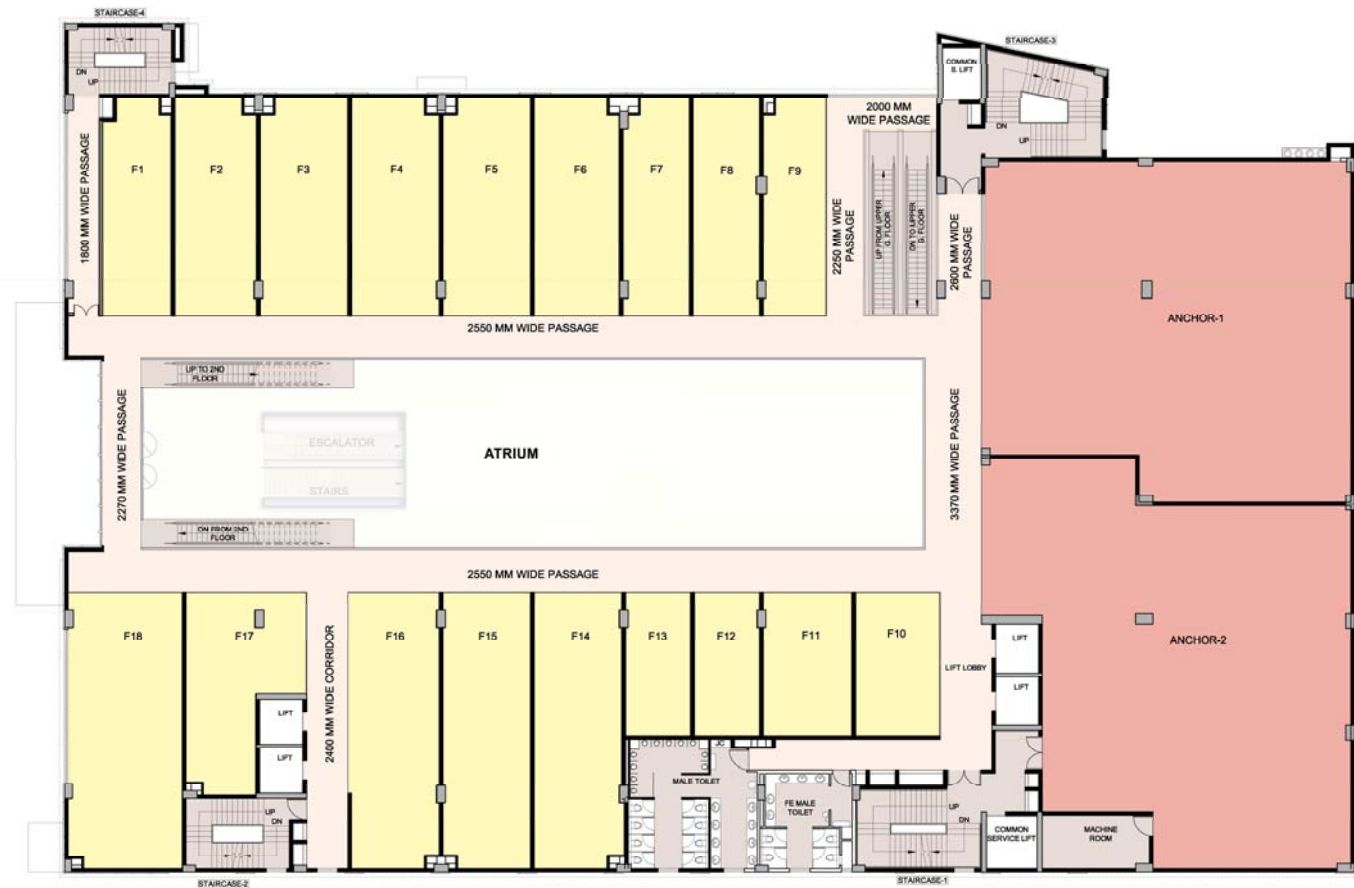 STAIRCASE-4
STAIRCASE-3
COMMON
S. LIFT
DN
UP
DN
UP
2000 MM
WIDE PASSAGE
1800 MM WIDE PASSAGE
F1
F2
F3
F4
F5
F6
F7
F8
F9
2250 MM WIDE
PASSAGE
UP FROM UPPER
G. FLOOR
DN TO UPPER
G. FLOOR
2600 MM WIDE
PASSAGE
ANCHOR-1
2550 MM WIDE PASSAGE
UP TO 2ND
FLOOR
2270 MM WIDE PASSAGE
ESCALATOR
STAIRS
ATRIUM
3370 MM WIDE PASSAGE
DN FROM 2ND
FLOOR
2550 MM WIDE PASSAGE
F18
F17
2400 MM WIDE CORRIDOR
F16
F15
F14
F13
F12
F11
F10
LIFT LOBBY
LIFT
LIFT
ANCHOR-2
LIFT
LIFT
MALE TOILET
FE MALE
TOILET
UP
DN
UP
DN
COMMON
SERVICE LIFT
MACHINE
ROOM
STAIRCASE-2
STAIRCASE-1